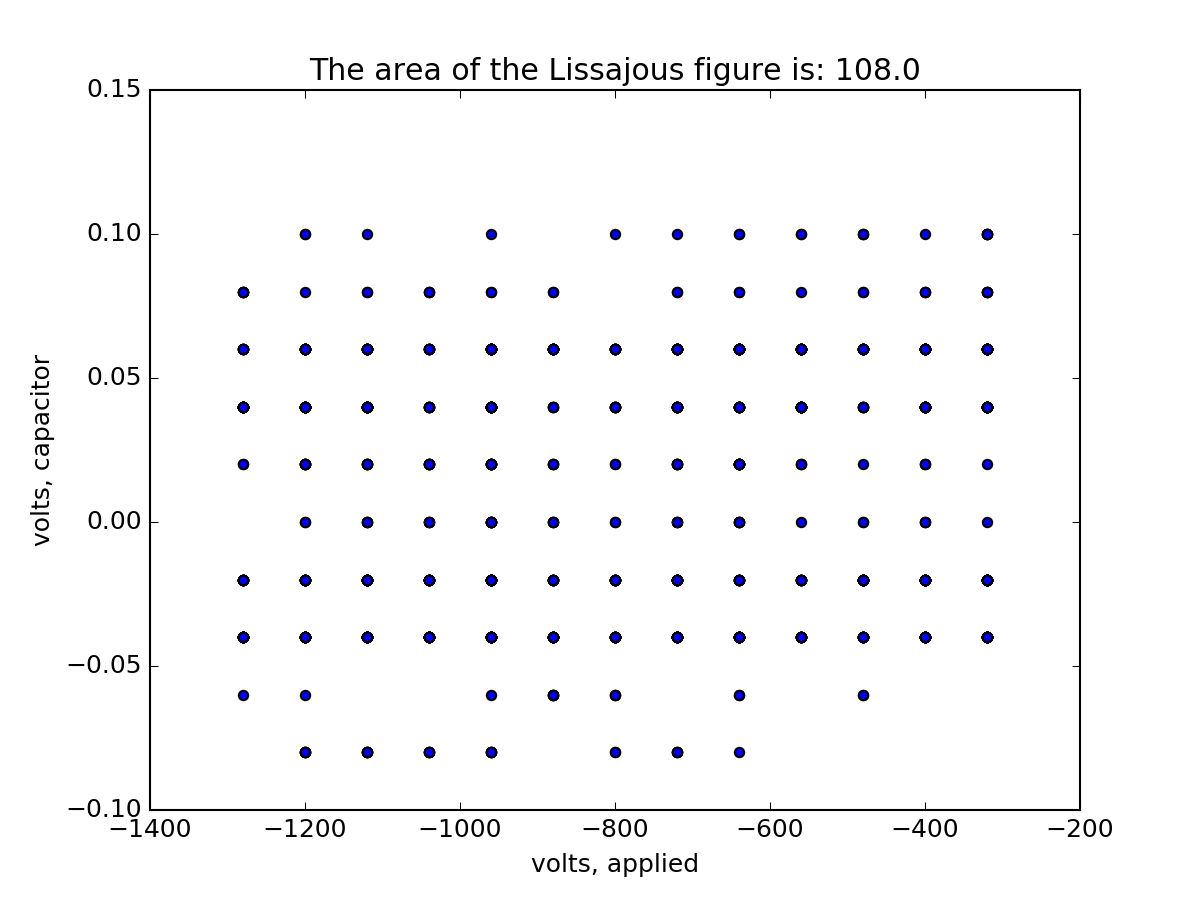 The area of the Lissajous figure is: 108.0
0.15
0.10
0.05
0.00
−0.05
−0.10
volts, capacitor
−1400 −1200 −1000 −800 −600 −400 −200
volts, applied